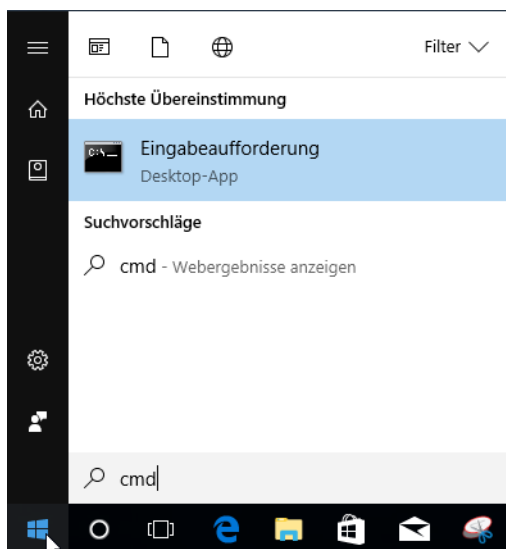 Filter
Höchste Übereinstimmung
C:\_
Eingabeaufforderung
Desktop-App
Suchvorschläge
cmd - Webergebnisse anzeigen
cmd